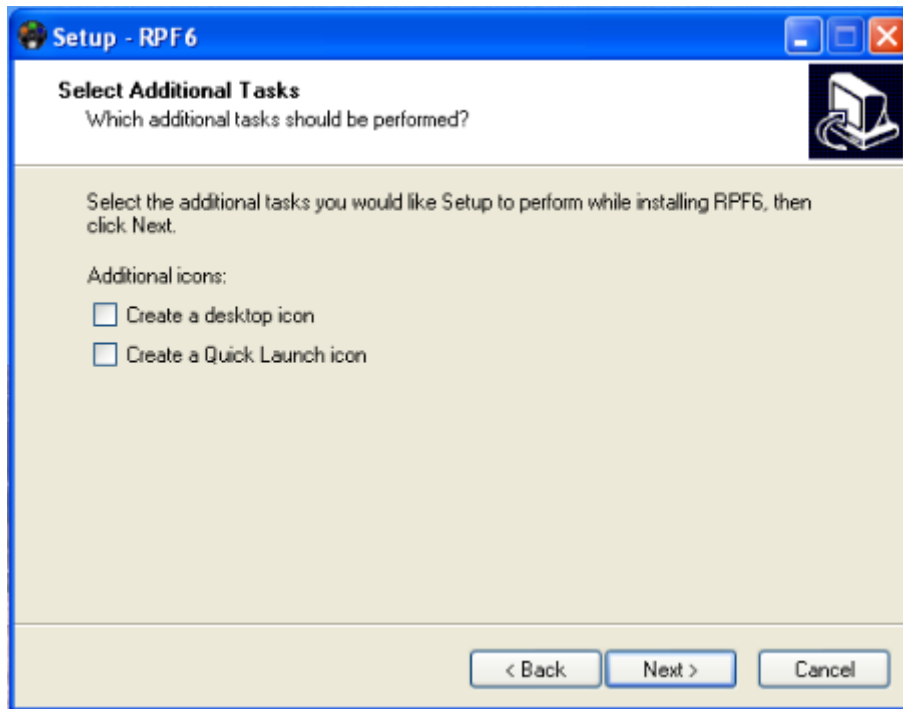 Setup - RPF6
Select Additional Tasks
Which additional tasks should be performed?
Select the additional tasks you would like Setup to perform while installing RPF6, then
click Next.
Additional icons:
Create a desktop icon
Create a Quick Launch icon
< Back
Next >
Cancel